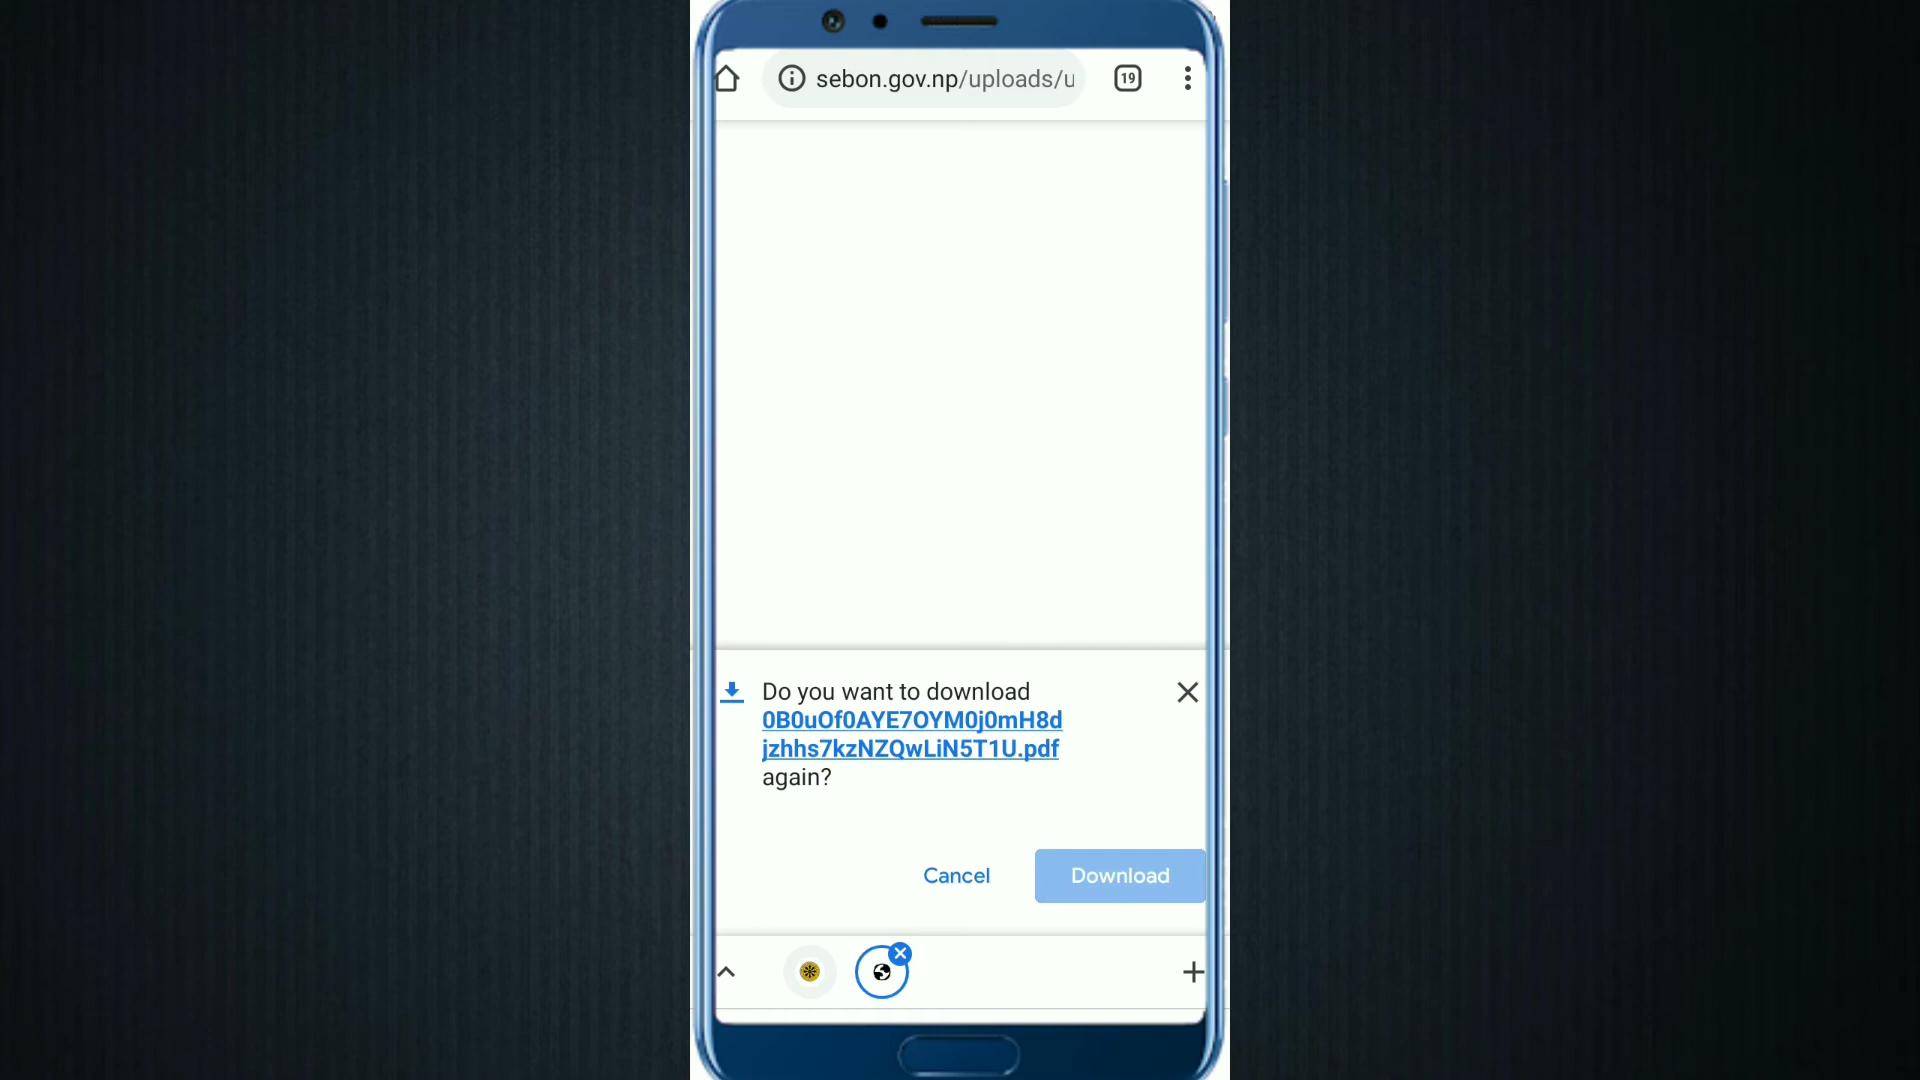 sebon.gov.np/uploads/u
19
Do you want to download
0B0uOf0AYE7OYM0j0mH8d
jzhhs7kzNZQwLiN5T1U.pdf
again?
Cancel
Download